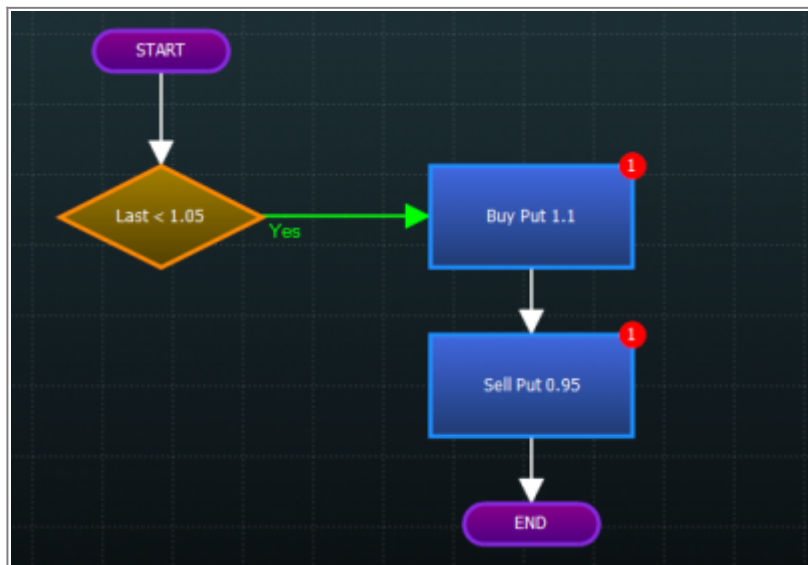 START
Last < 1.05
Yes
1
Buy Put 1.1
1
Sell Put 0.95
END